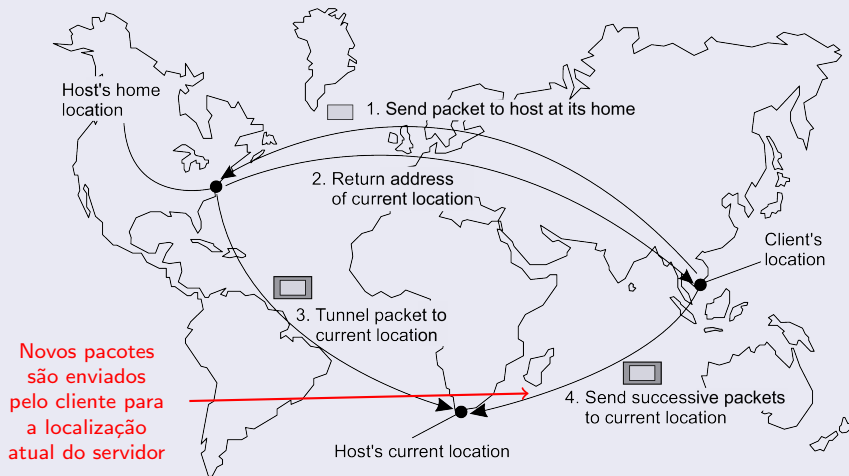 Host's home
location
1. Send packet to host at its home
2. Return address
of current location
Client's
location
3. Tunnel packet to
current location
Novos pacotes
são enviados
pelo cliente para
a localização
atual do servidor
4. Send successive packets
to current location
Host's current location